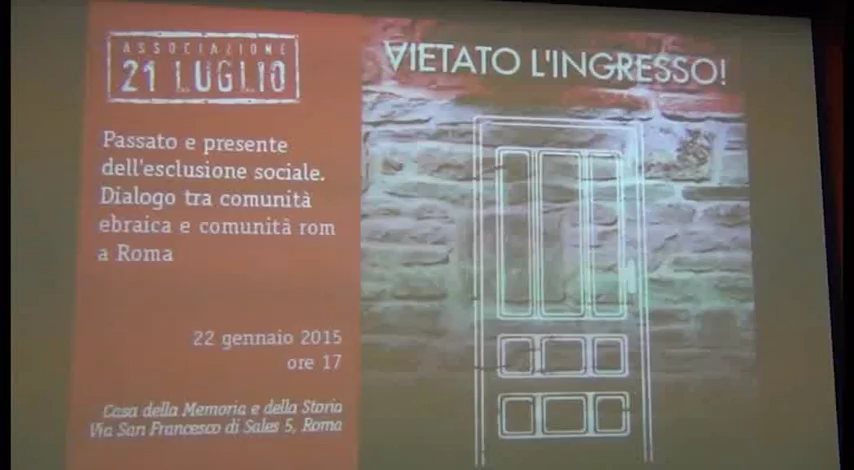 ASSOCIAZIONE
21 LUGLIO
Passato e presente
dell'esclusione sociale.
Dialogo tra comunità
ebraica e comunità rom
a Roma
22 gennaio 2015
ore 17
Casa della Memoria e della Storia
Via San Francesco di Sales 5, Roma
VIETATO L'INGRESSO!